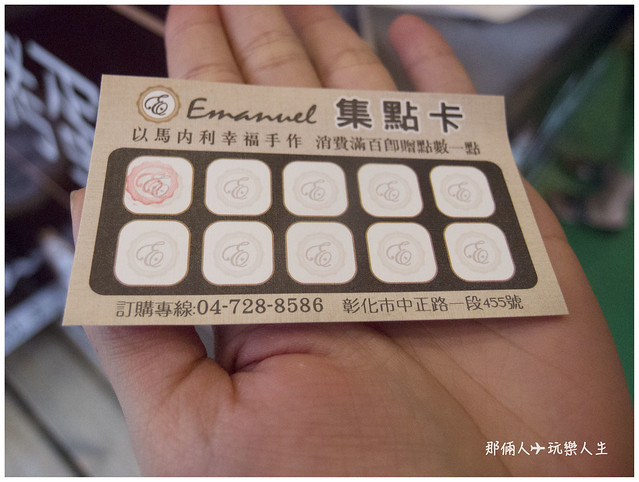 Emanuel 集點卡
以馬內利幸福手作 消費滿百即贈點數一點
訂購專線:04-728-8586 彰化市中正路一段455號
那倆人✈玩樂人生